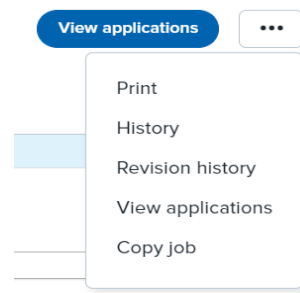 View applications
•••
Print
History
Revision history
View applications
Copy job